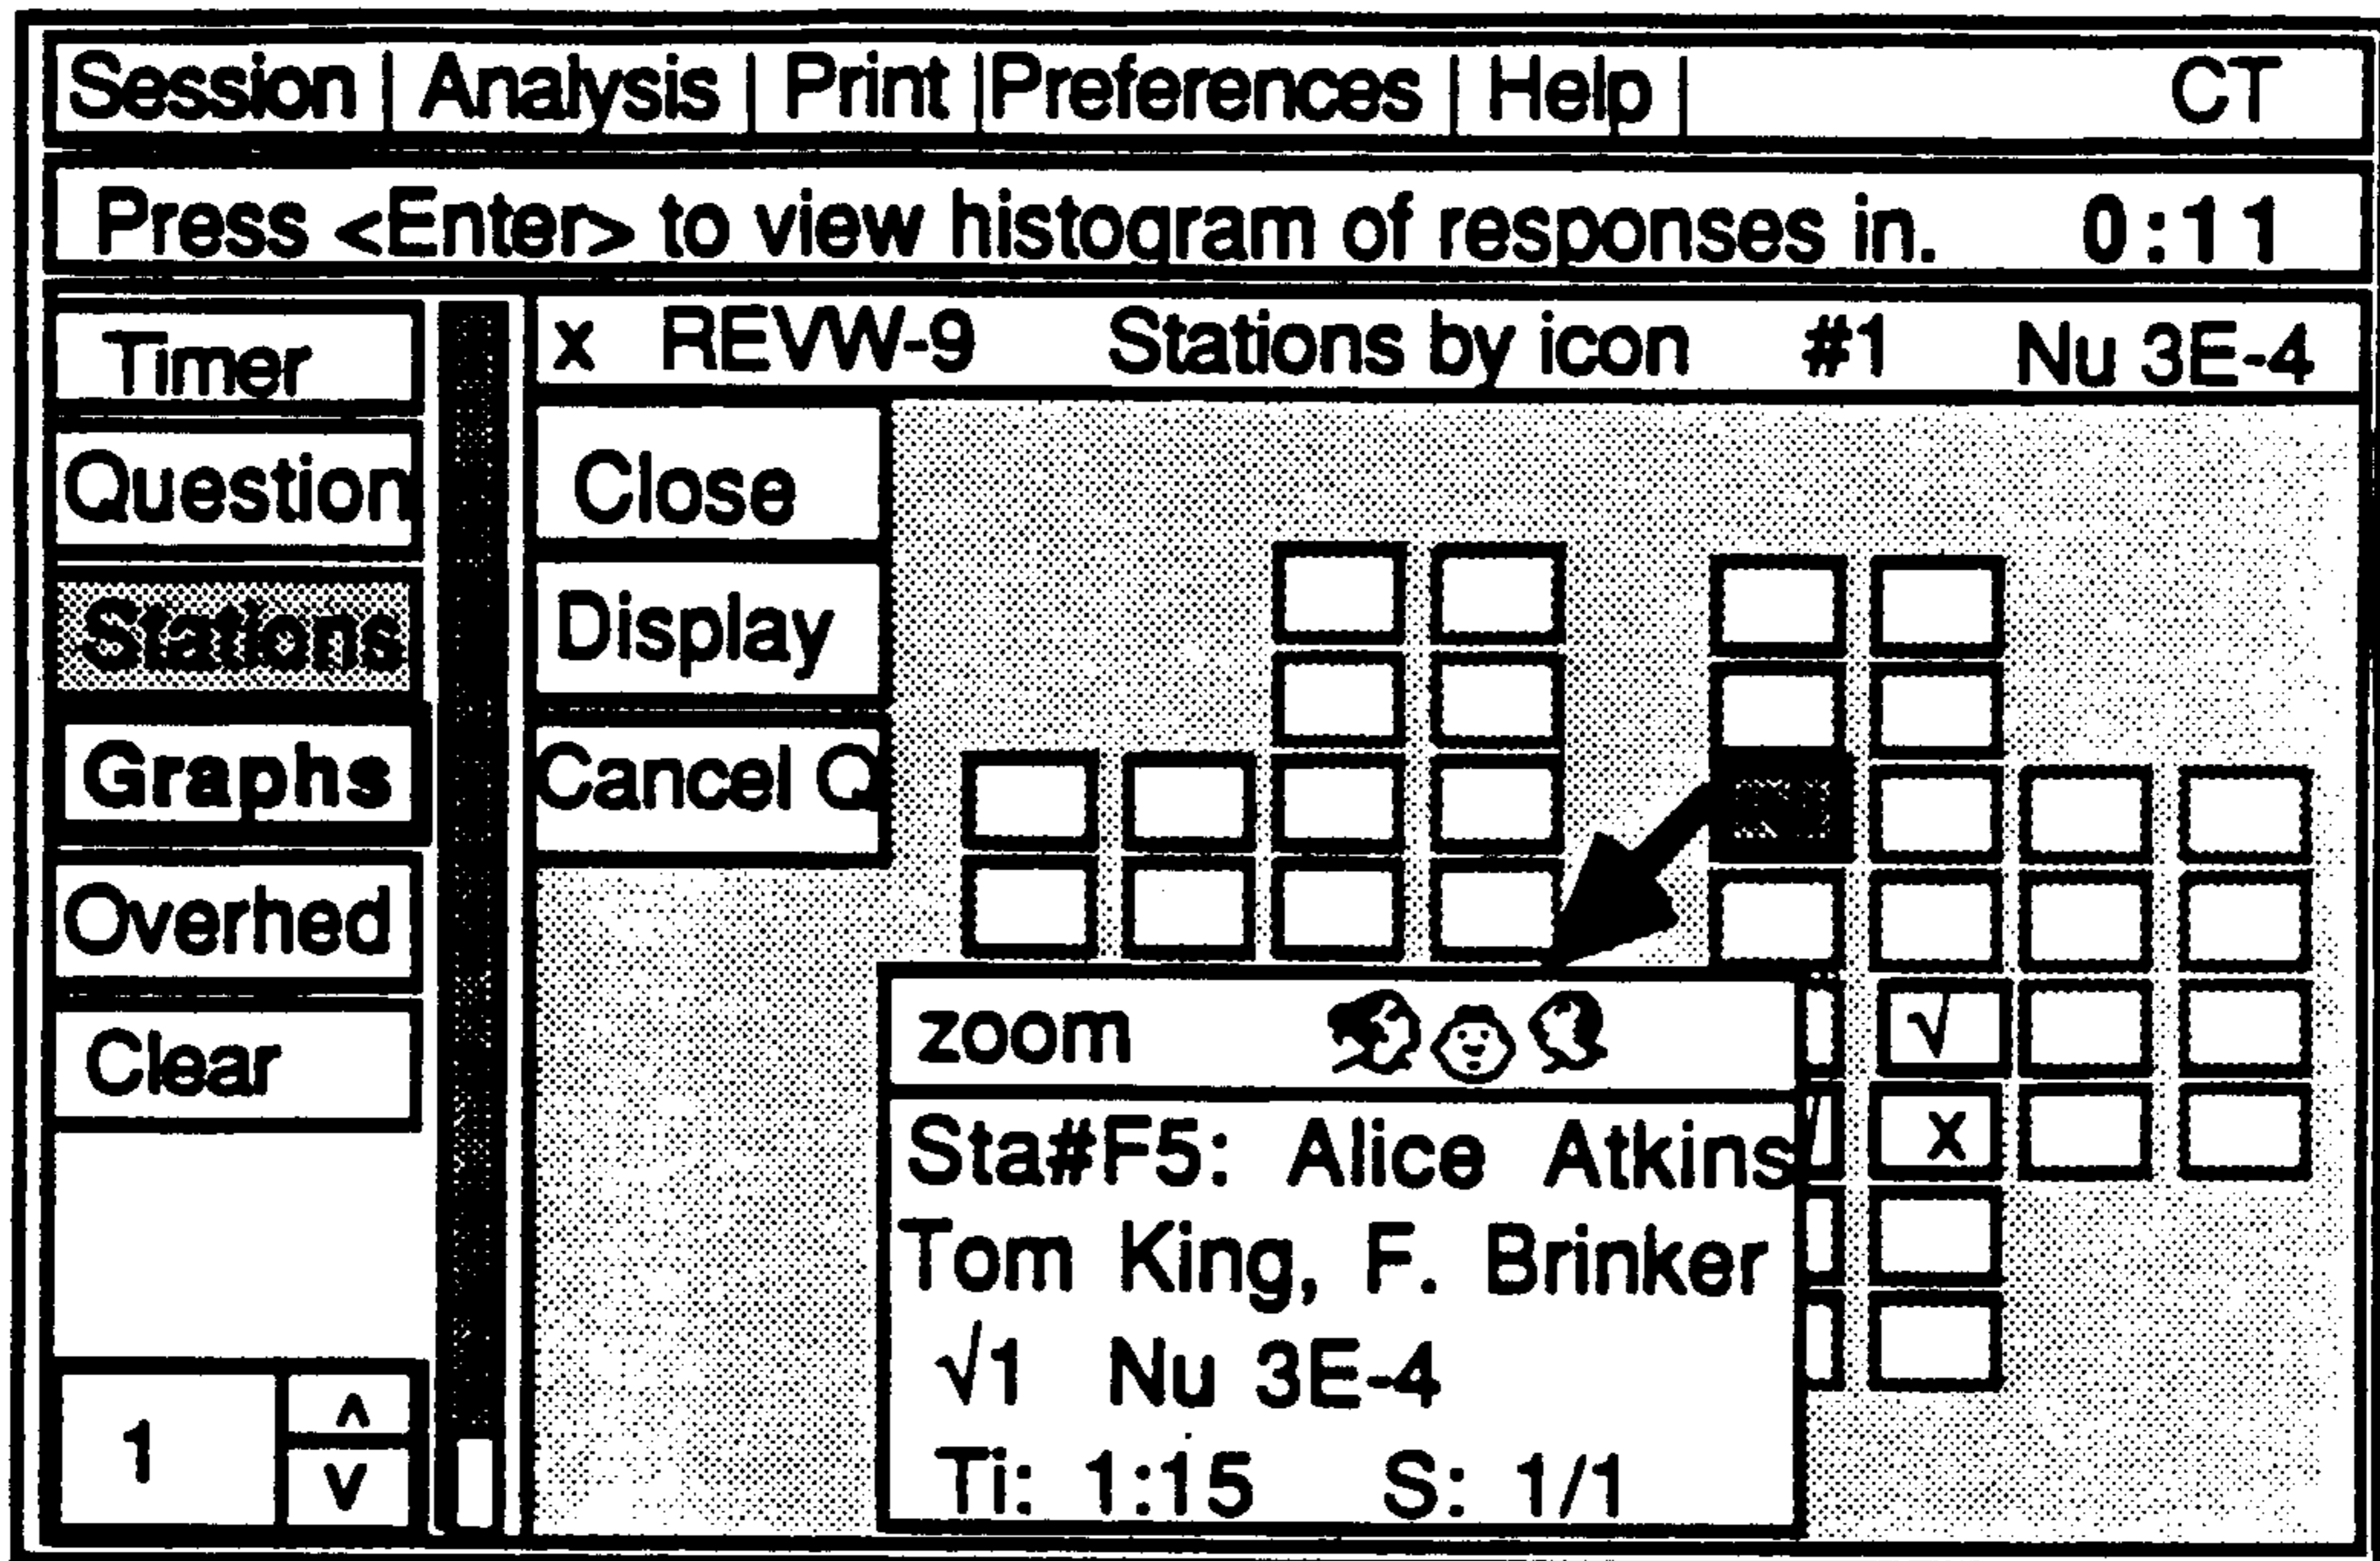 Session | Analysis | Print | Preferences | Help | CT
Press <Enter> to view histogram of responses in. 0:11
Timer
Question
Stations
Graphs
Overhed
Clear
1
^
v
x REVW-9 Stations by icon #1 Nu 3E-4
Close
Display
Cancel Q
√
x
zoom
Sta#F5: Alice Atkins
Tom King, F. Brinker
√1 Nu 3E-4
Ti: 1:15 S: 1/1